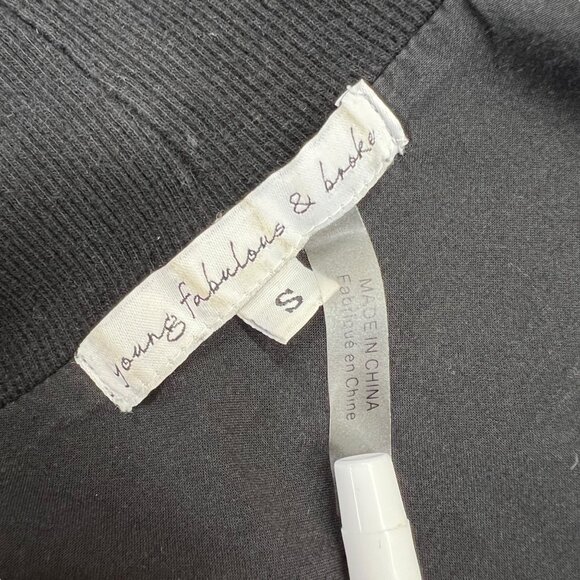 young fabulous & broke
S
MADE IN CHINA
Fabriqué en Chine